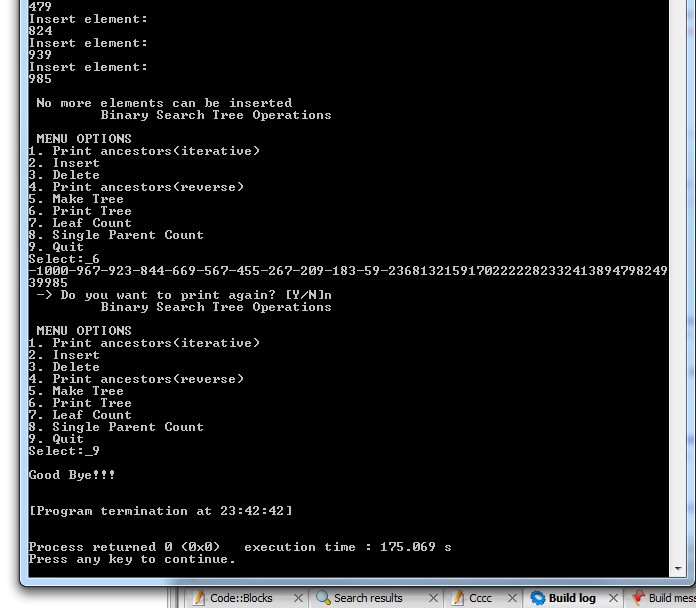 479
Insert element:
824
Insert element:
939
Insert element:
985
No more elements can be inserted
Binary Search Tree Operations
MENU OPTIONS
1. Print ancestors(iterative)
2. Insert
3. Delete
4. Print ancestors(reverse)
5. Make Tree
6. Print Tree
7. Leaf Count
8. Single Parent Count
9. Quit
Select:_6
-1000-967-923-844-669-567-455-267-209-183-59-23681321591702222282332413894798249
39985
-> Do you want to print again? [Y/N]n
Binary Search Tree Operations
MENU OPTIONS
1. Print ancestors(iterative)
2. Insert
3. Delete
4. Print ancestors(reverse)
5. Make Tree
6. Print Tree
7. Leaf Count
8. Single Parent Count
9. Quit
Select:_9
Good Bye!!!
[Program termination at 23:42:42]
Process returned 0 (0x0)   execution time : 175.069 s
Press any key to continue.
Code::Blocks Search results Cccc Build log Build mes